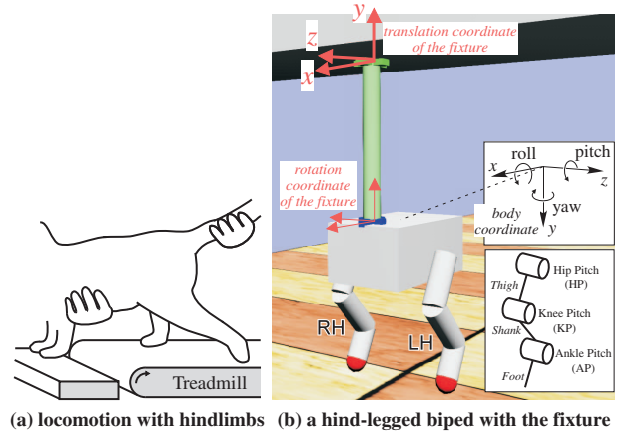 y
translation coordinate
of the fixture
z
x
rotation
coordinate
of the fixture
roll
pitch
x
z
yaw
body
coordinate
y
Hip Pitch
(HP)
Thigh
Knee Pitch
(KP)
Shank
Ankle Pitch
(AP)
Foot
RH
LH
Treadmill
(a) locomotion with hindlimbs
(b) a hind-legged biped with the fixture